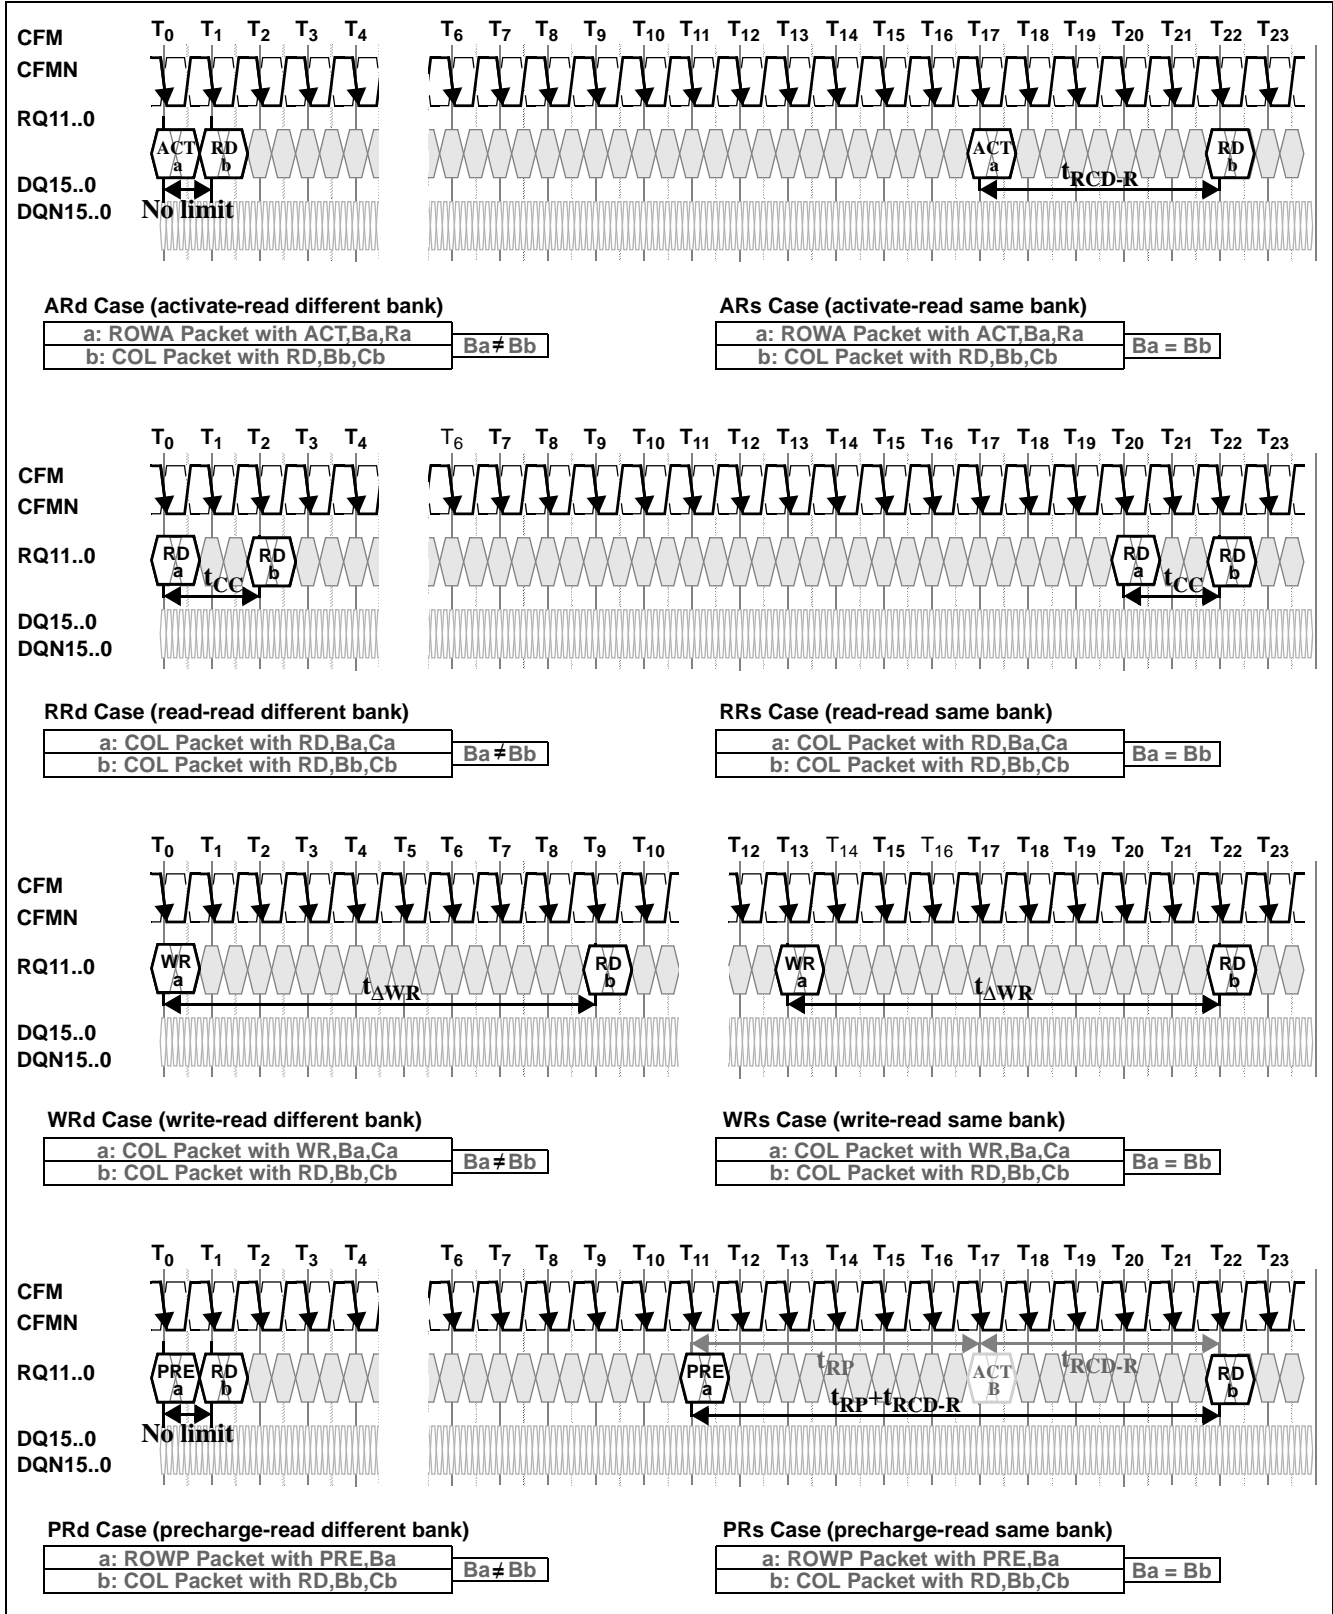 T0 T1 T2 T3 T4 T6 T7 T8 T9 T10 T11 T12 T13 T14 T15 T16 T17 T18 T19 T20 T21 T22 T23
CFM
CFMN
RQ11..0
ACT a RD b ACT a tRCD-R RD b
DQ15..0
No limit
DQN15..0
ARd Case (activate-read different bank) ARs Case (activate-read same bank)
a: ROWA Packet with ACT,Ba,Ra a: ROWA Packet with ACT,Ba,Ra
Ba≠Bb Ba = Bb
b: COL Packet with RD,Bb,Cb b: COL Packet with RD,Bb,Cb
T0 T1 T2 T3 T4 T6 T7 T8 T9 T10 T11 T12 T13 T14 T15 T16 T17 T18 T19 T20 T21 T22 T23
CFM
CFMN
RQ11..0
RD a tCC RD b RD a tCC RD b
DQ15..0
DQN15..0
RRd Case (read-read different bank) RRs Case (read-read same bank)
a: COL Packet with RD,Ba,Ca a: COL Packet with RD,Ba,Ca
Ba≠Bb Ba = Bb
b: COL Packet with RD,Bb,Cb b: COL Packet with RD,Bb,Cb
T0 T1 T2 T3 T4 T5 T6 T7 T8 T9 T10 T12 T13 T14 T15 T16 T17 T18 T19 T20 T21 T22 T23
CFM
CFMN
RQ11..0
WR a tΔWR RD b WR a tΔWR RD b
DQ15..0
DQN15..0
WRd Case (write-read different bank) WRs Case (write-read same bank)
a: COL Packet with WR,Ba,Ca a: COL Packet with WR,Ba,Ca
Ba≠Bb Ba = Bb
b: COL Packet with RD,Bb,Cb b: COL Packet with RD,Bb,Cb
T0 T1 T2 T3 T4 T6 T7 T8 T9 T10 T11 T12 T13 T14 T15 T16 T17 T18 T19 T20 T21 T22 T23
CFM
CFMN
RQ11..0
PRE a RD b PRE a tRP ACT B tRCD-R RD b
tRP+tRCD-R
No limit
DQ15..0
DQN15..0
PRd Case (precharge-read different bank) PRs Case (precharge-read same bank)
a: ROWP Packet with PRE,Ba a: ROWP Packet with PRE,Ba
Ba≠Bb Ba = Bb
b: COL Packet with RD,Bb,Cb b: COL Packet with RD,Bb,Cb